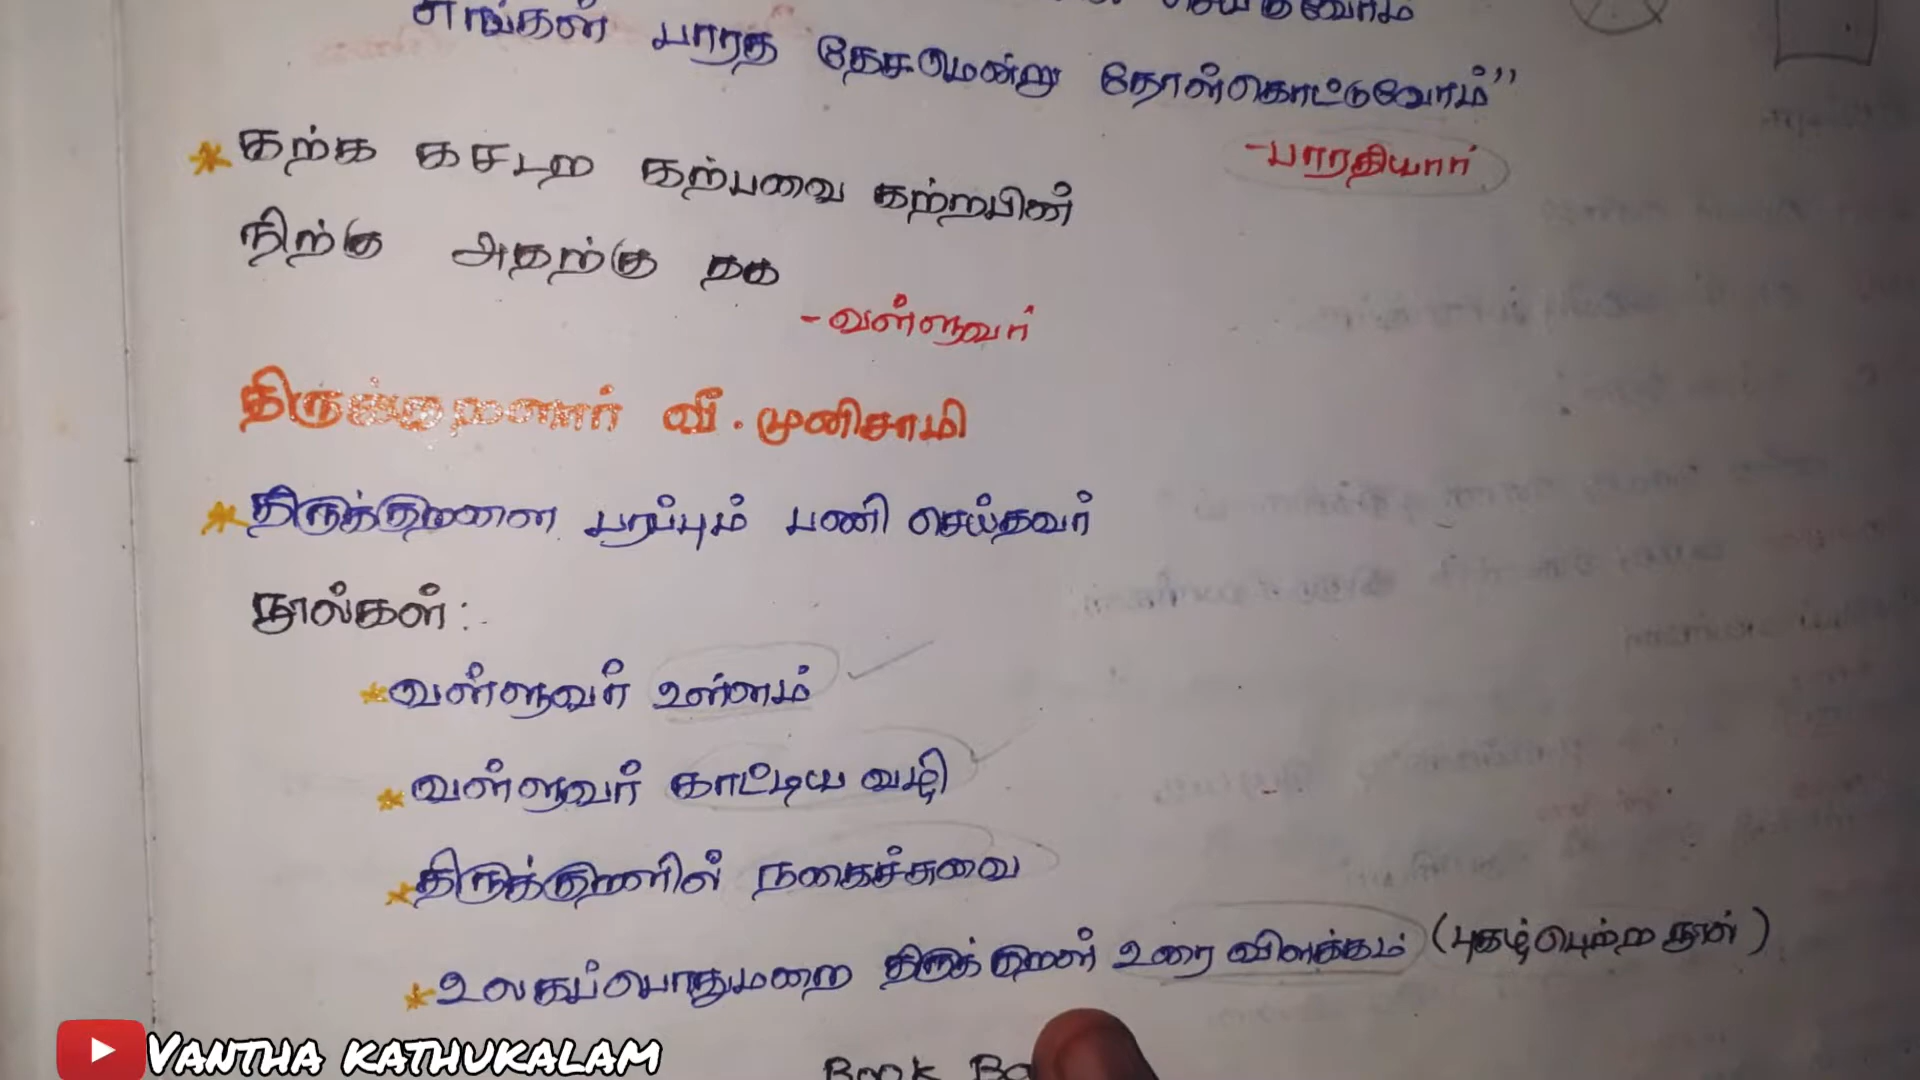 செய்குவோம்
எங்கள் பாரத தேசமென்று தோள்கொட்டுவோம்"
-பாரதியார்
* கற்க கசடற கற்பவை கற்றபின்
நிற்கு அதற்கு தக
-வள்ளுவர்
திருக்குறளார் வீ. முனிசாமி
* திருக்குறளை பரப்பும் பணி செய்தவர்
நூல்கள்:
* வள்ளுவர் உள்ளம்
* வள்ளுவர் காட்டிய வழி
* திருக்குறளில் நகைச்சுவை
* உலகப்பொதுமறை திருக்குறள் உரை விளக்கம் (புகழ்பெற்ற நூல்)
Book
VANTHA KATHUKALAM